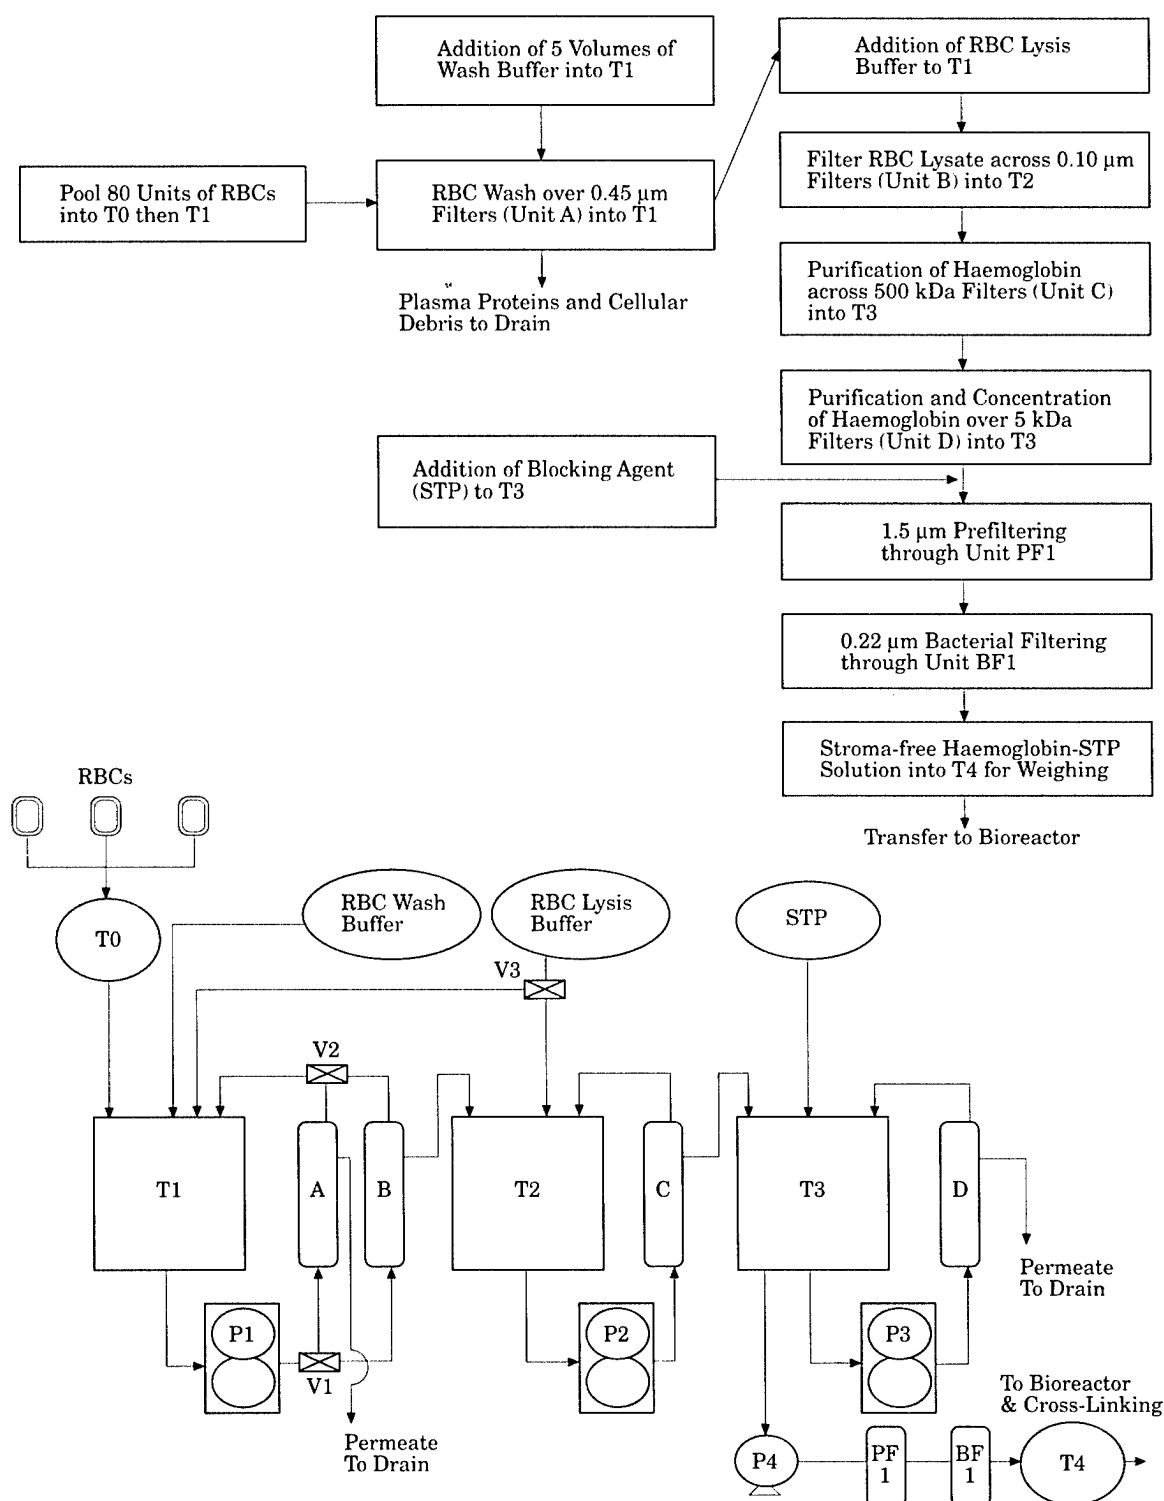 Addition of 5 Volumes of
Wash Buffer into T1
Addition of RBC Lysis
Buffer to T1
Pool 80 Units of RBCs
into T0 then T1
RBC Wash over 0.45 µm
Filters (Unit A) into T1
Filter RBC Lysate across 0.10 µm
Filters (Unit B) into T2
Plasma Proteins and Cellular
Debris to Drain
Purification of Haemoglobin
across 500 kDa Filters (Unit C)
into T3
Purification and Concentration
of Haemoglobin over 5 kDa
Filters (Unit D) into T3
Addition of Blocking Agent
(STP) to T3
1.5 µm Prefiltering
through Unit PF1
0.22 µm Bacterial Filtering
through Unit BF1
Stroma-free Haemoglobin-STP
Solution into T4 for Weighing
Transfer to Bioreactor
RBCs
T0
RBC Wash
Buffer
RBC Lysis
Buffer
STP
V3
V2
T1
A
B
T2
C
T3
D
Permeate
To Drain
P1
V1
P2
P3
Permeate
To Drain
To Bioreactor
& Cross-Linking
P4
PF
1
BF
1
T4